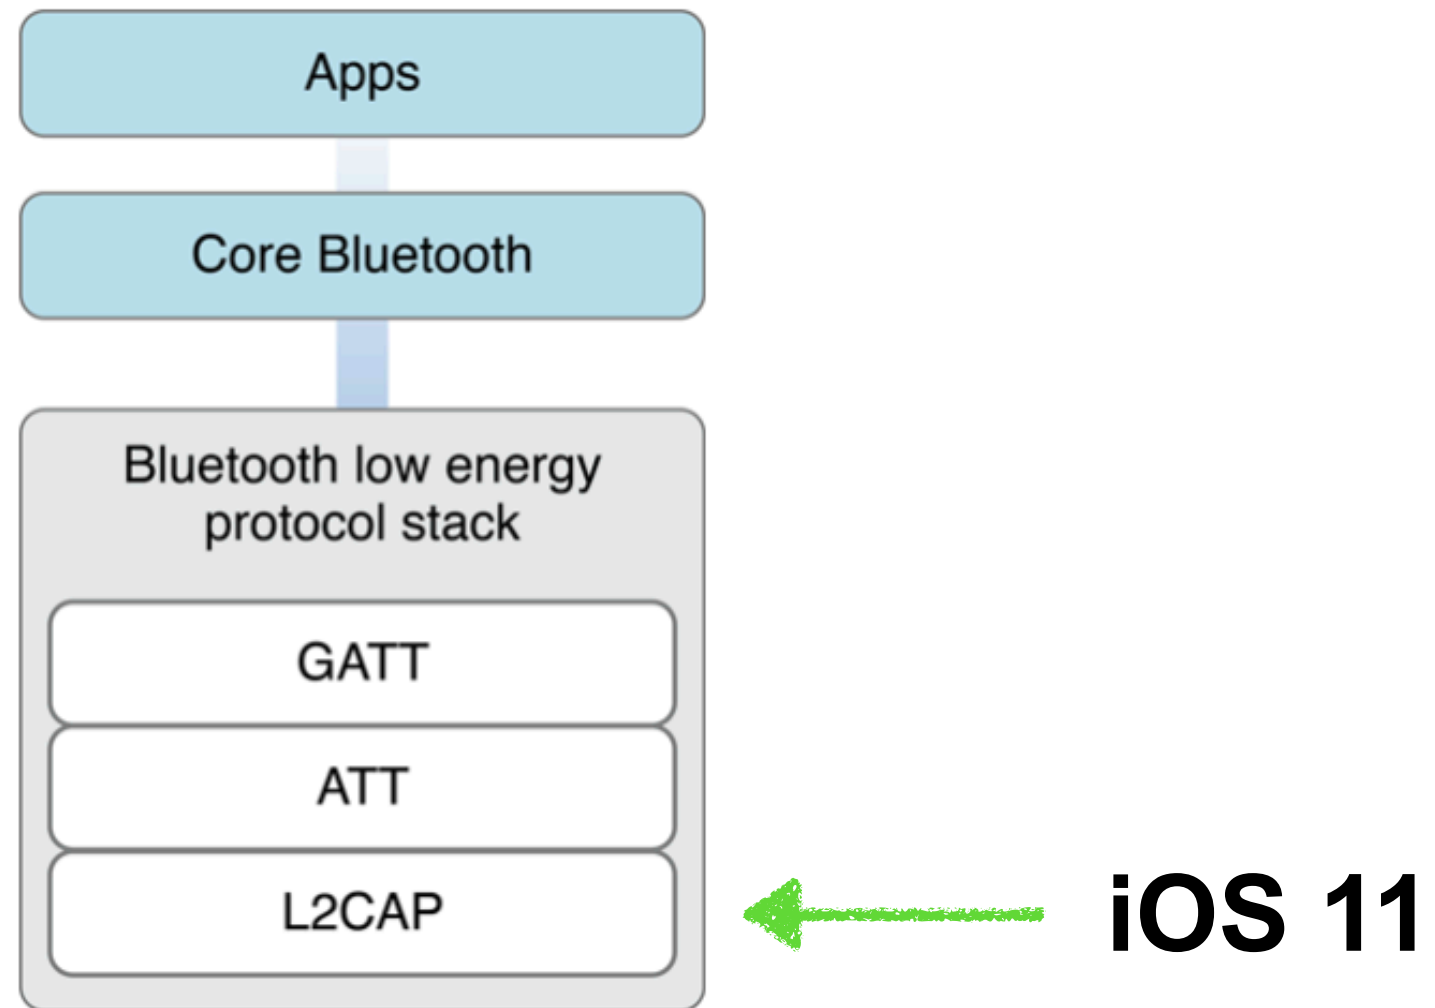 Apps
Core Bluetooth
Bluetooth low energy
protocol stack
GATT
ATT
L2CAP
iOS 11